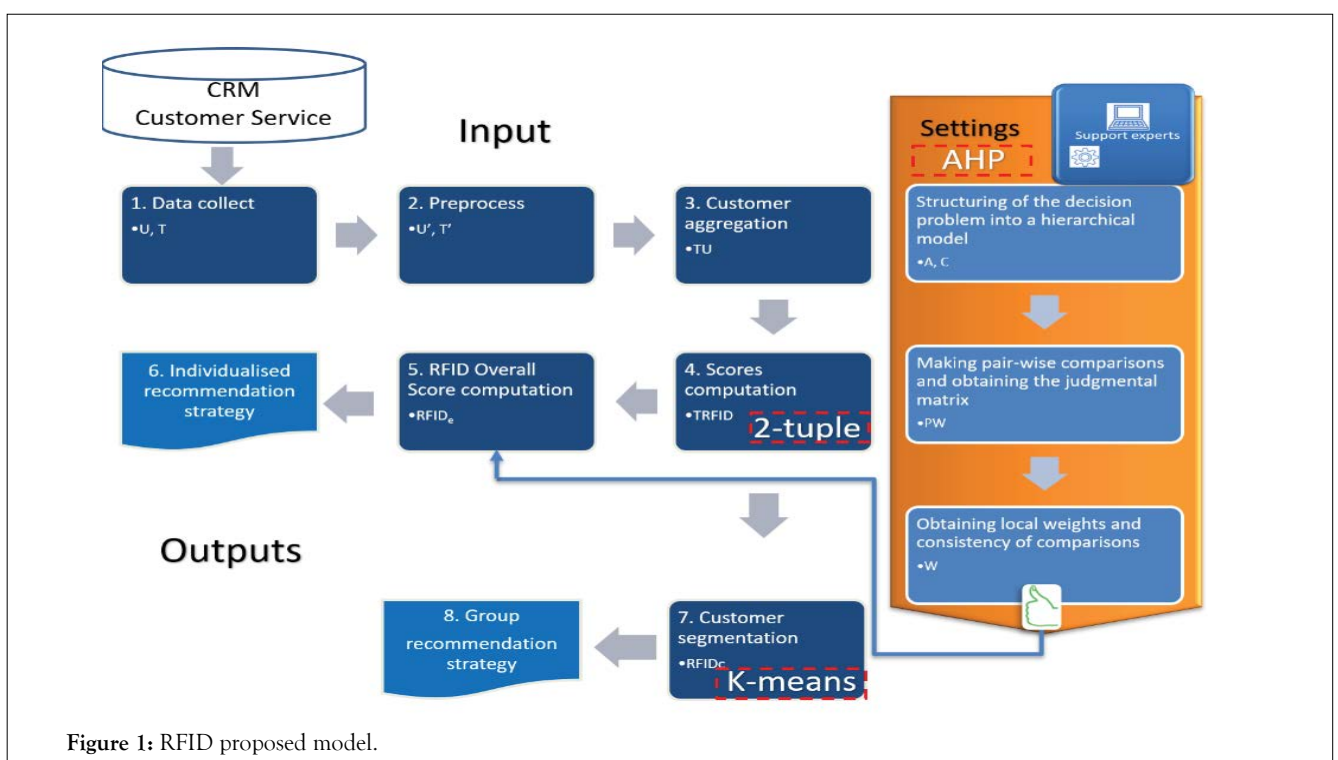 CRM
Customer Service
Input
1. Data collect
•U, T
2. Preprocess
•U’, T’
3. Customer
aggregation
•TU
4. Scores
computation
•TRFID
2-tuple
5. RFID Overall
Score computation
•RFIDe
6. Individualised
recommendation
strategy
Outputs
7. Customer
segmentation
•RFIDc
K-means
8. Group
recommendation
strategy
Settings
AHP
Support experts
Structuring of the decision
problem into a hierarchical
model
•A, C
Making pair-wise comparisons
and obtaining the judgmental
matrix
•PW
Obtaining local weights and
consistency of comparisons
•W
Figure 1: RFID proposed model.